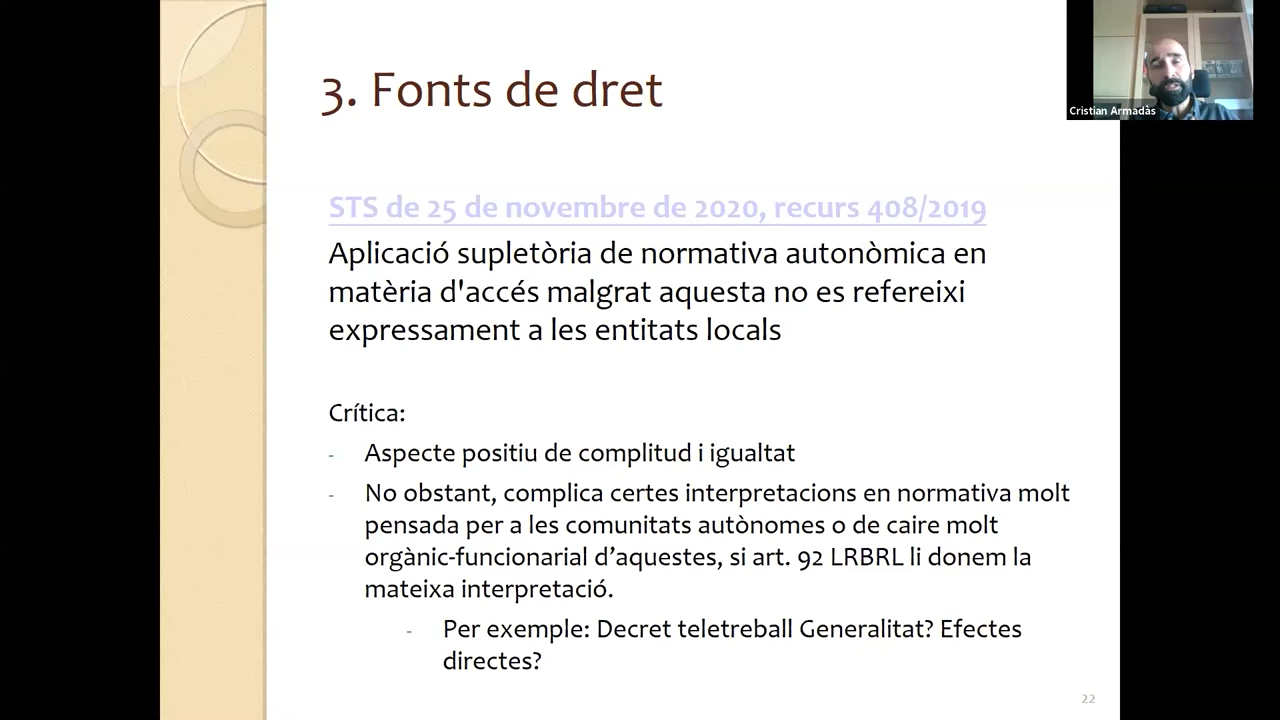 3. Fonts de dret
Cristian Armadàs
STS de 25 de novembre de 2020, recurs 408/2019
Aplicació supletòria de normativa autonòmica en
matèria d'accés malgrat aquesta no es refereixi
expressament a les entitats locals
Crítica:
- Aspecte positiu de complitud i igualtat
- No obstant, complica certes interpretacions en normativa molt
pensada per a les comunitats autònomes o de caire molt
orgànic-funcionarial d’aquestes, si art. 92 LRBRL li donem la
mateixa interpretació.
- Per exemple: Decret teletreball Generalitat? Efectes
directes?
22